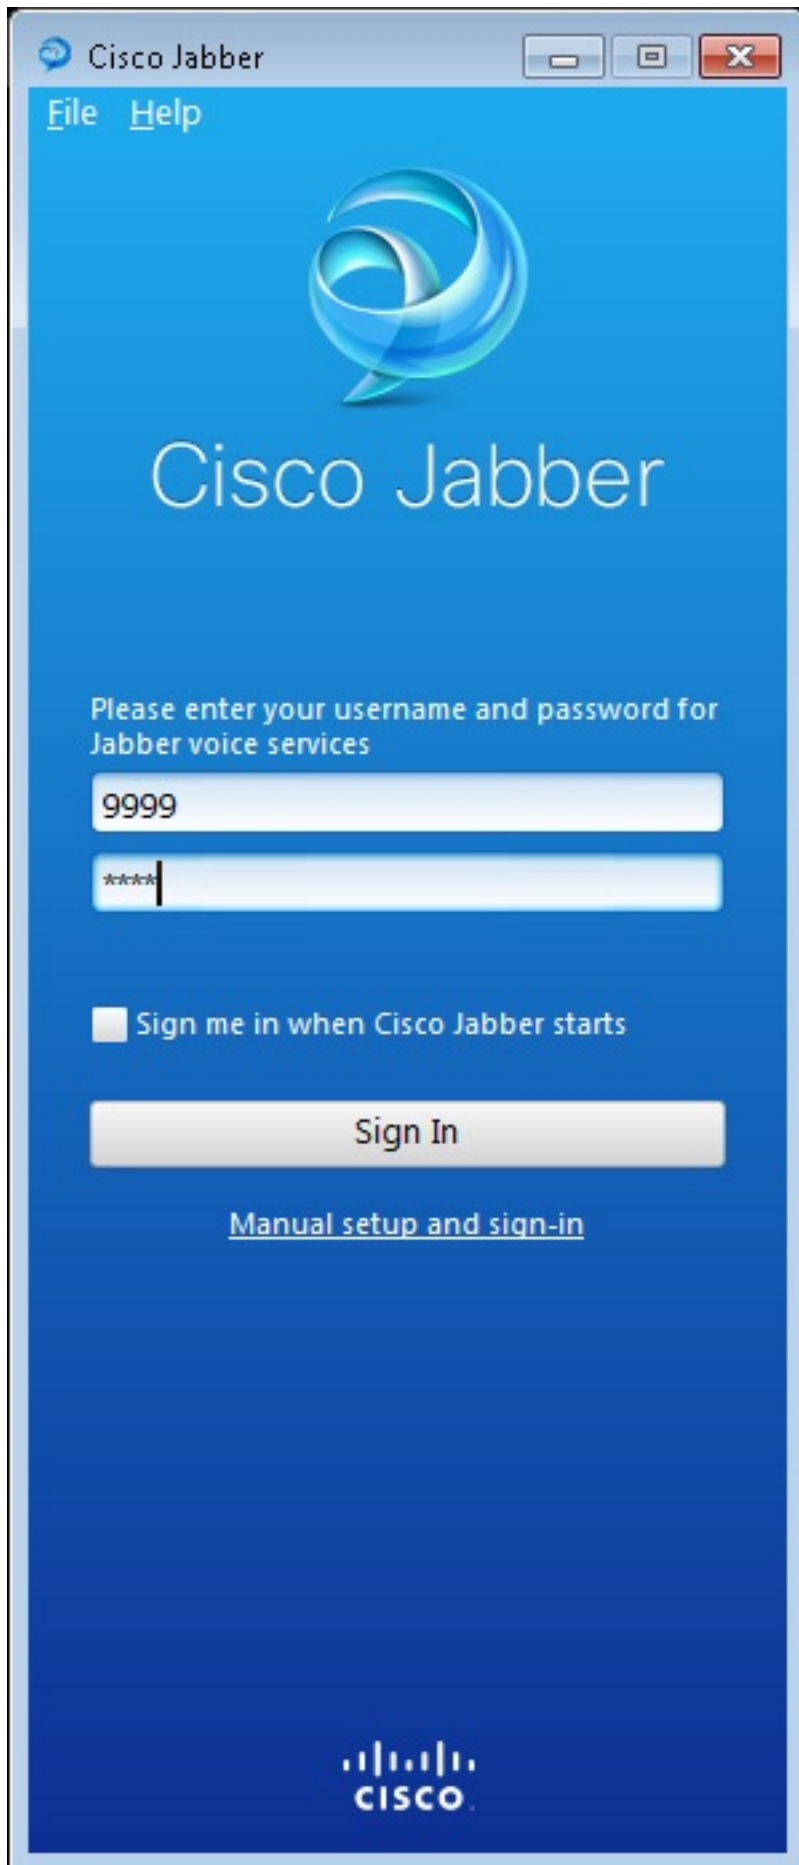 Cisco Jabber
File Help
Cisco Jabber
Please enter your username and password for
Jabber voice services
9999
****
Sign me in when Cisco Jabber starts
Sign In
Manual setup and sign-in
CISCO.